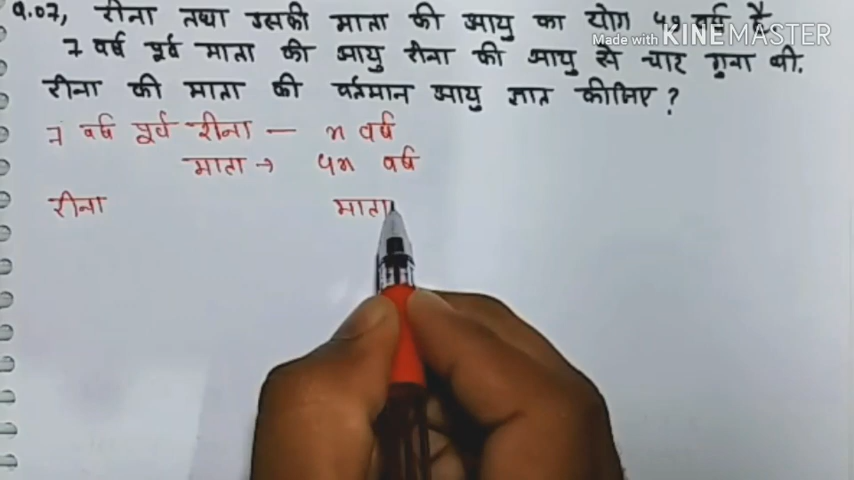 Q.07, रीना तथा उसकी माता की आयु का योग वर्ष है
Made with KINEMASTER
7 वर्ष पूर्व माता की आयु रीना की आयु से चार गुना थी.
रीना की माता की वर्तमान आयु ज्ञात कीजिए ?
7 वर्ष पूर्व रीना — x वर्ष
माता → 4x वर्ष
रीना माता